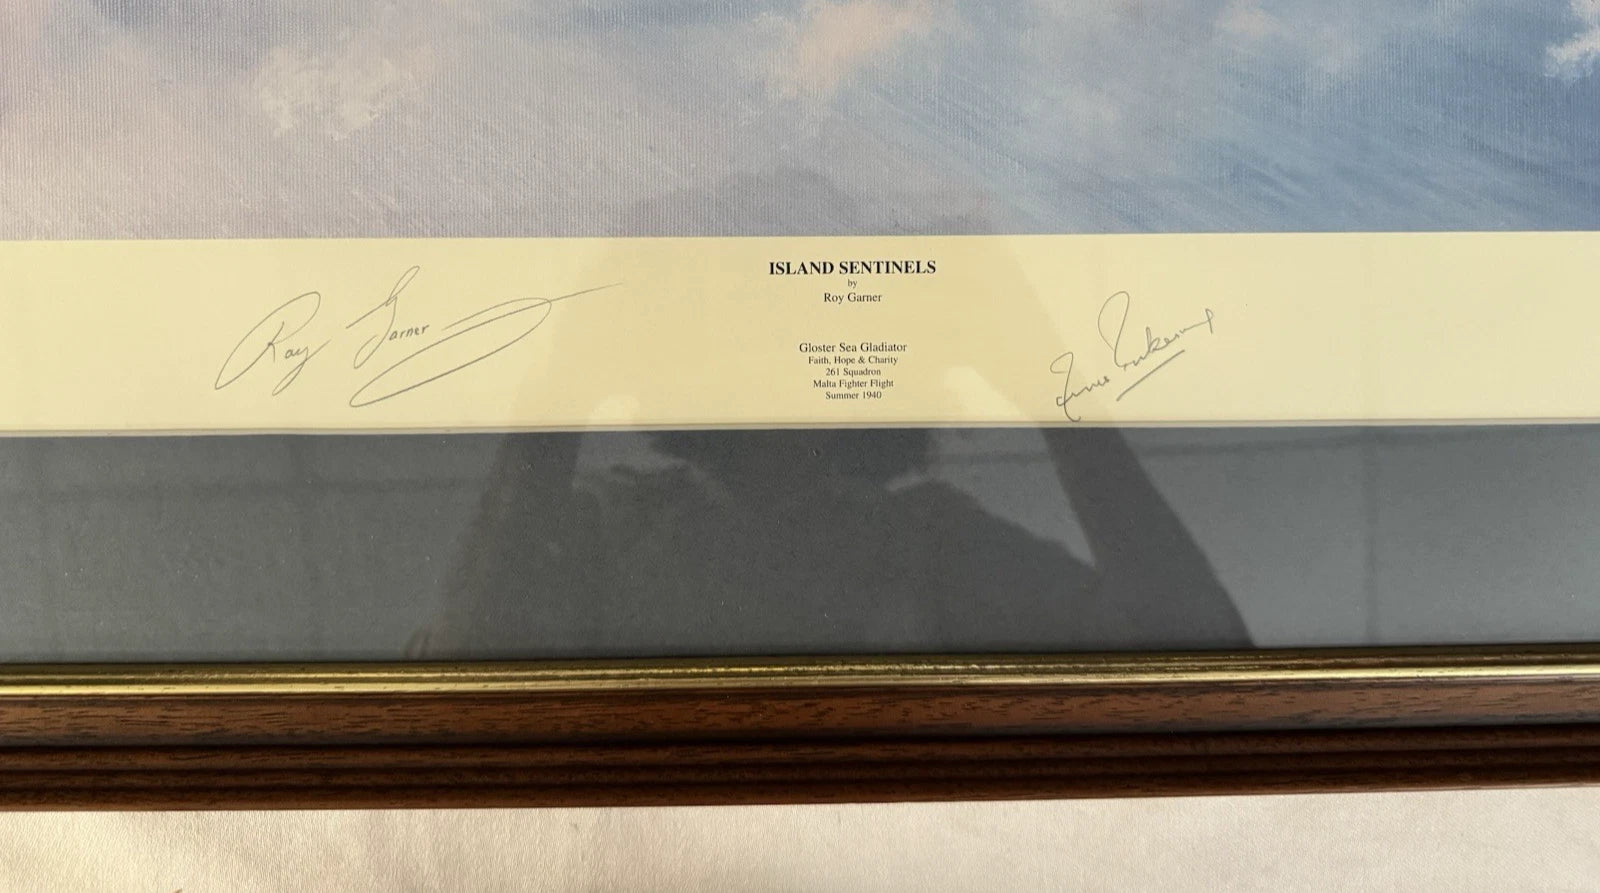 ISLAND SENTINELS
by
Roy Garner
Roy Garner
Gloster Sea Gladiator
Faith, Hope & Charity
261 Squadron
Malta Fighter Flight
Summer 1940